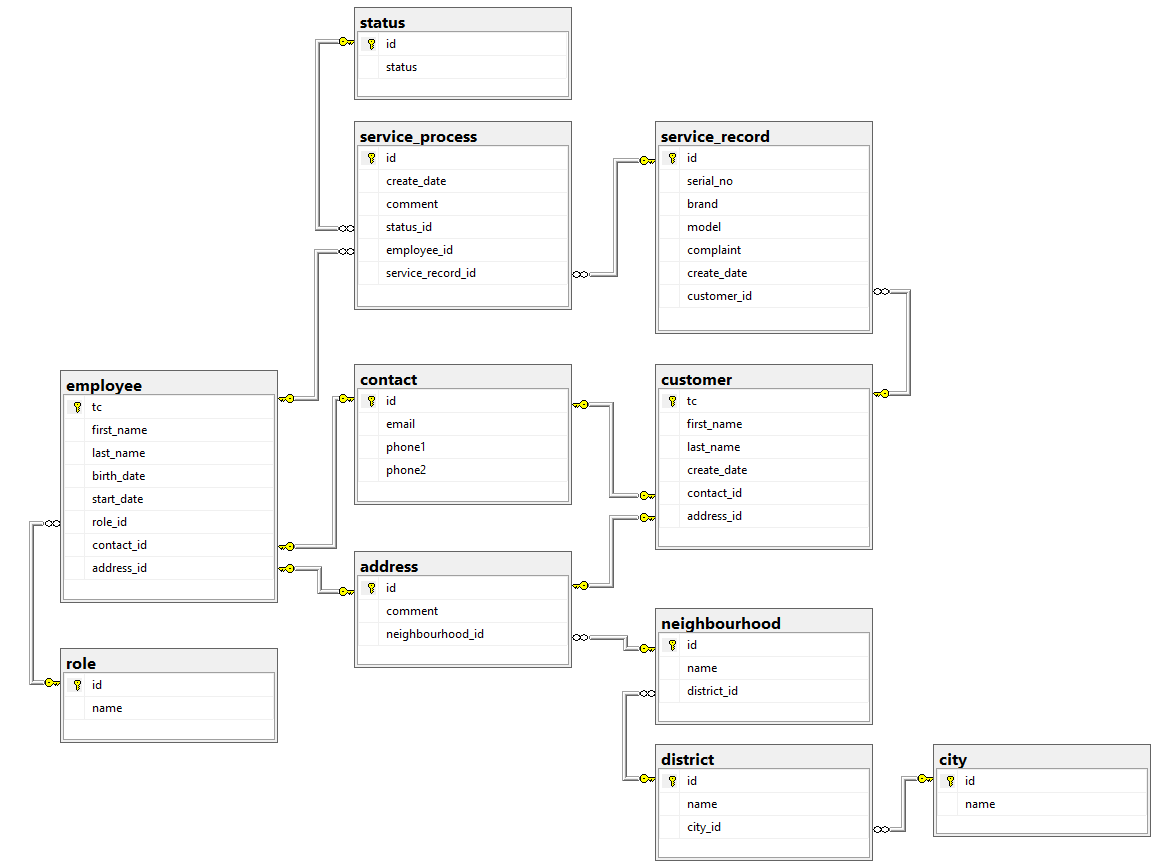 status
id
status
service_process
id
create_date
comment
status_id
employee_id
service_record_id
service_record
id
serial_no
brand
model
complaint
create_date
customer_id
employee
tc
first_name
last_name
birth_date
start_date
role_id
contact_id
address_id
contact
id
email
phone1
phone2
customer
tc
first_name
last_name
create_date
contact_id
address_id
address
id
comment
neighbourhood_id
role
id
name
neighbourhood
id
name
district_id
district
id
name
city_id
city
id
name